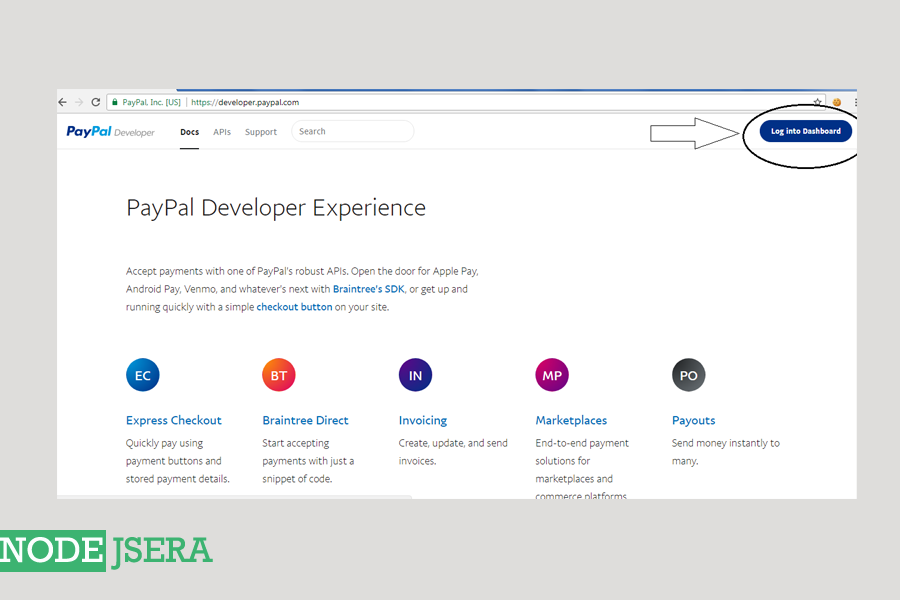 PayPal, Inc. [US] https://developer.paypal.com
PayPal Developer Docs APIs Support Search Log into Dashboard
PayPal Developer Experience
Accept payments with one of PayPal's robust APIs. Open the door for Apple Pay,
Android Pay, Venmo, and whatever's next with Braintree's SDK, or get up and
running quickly with a simple checkout button on your site.
EC BT IN MP PO
Express Checkout
Quickly pay using
payment buttons and
stored payment details.
Braintree Direct
Start accepting
payments with just a
snippet of code.
Invoicing
Create, update, and send
invoices.
Marketplaces
End-to-end payment
solutions for
marketplaces and
commerce platforms
Payouts
Send money instantly to
many.
NODE JSERA